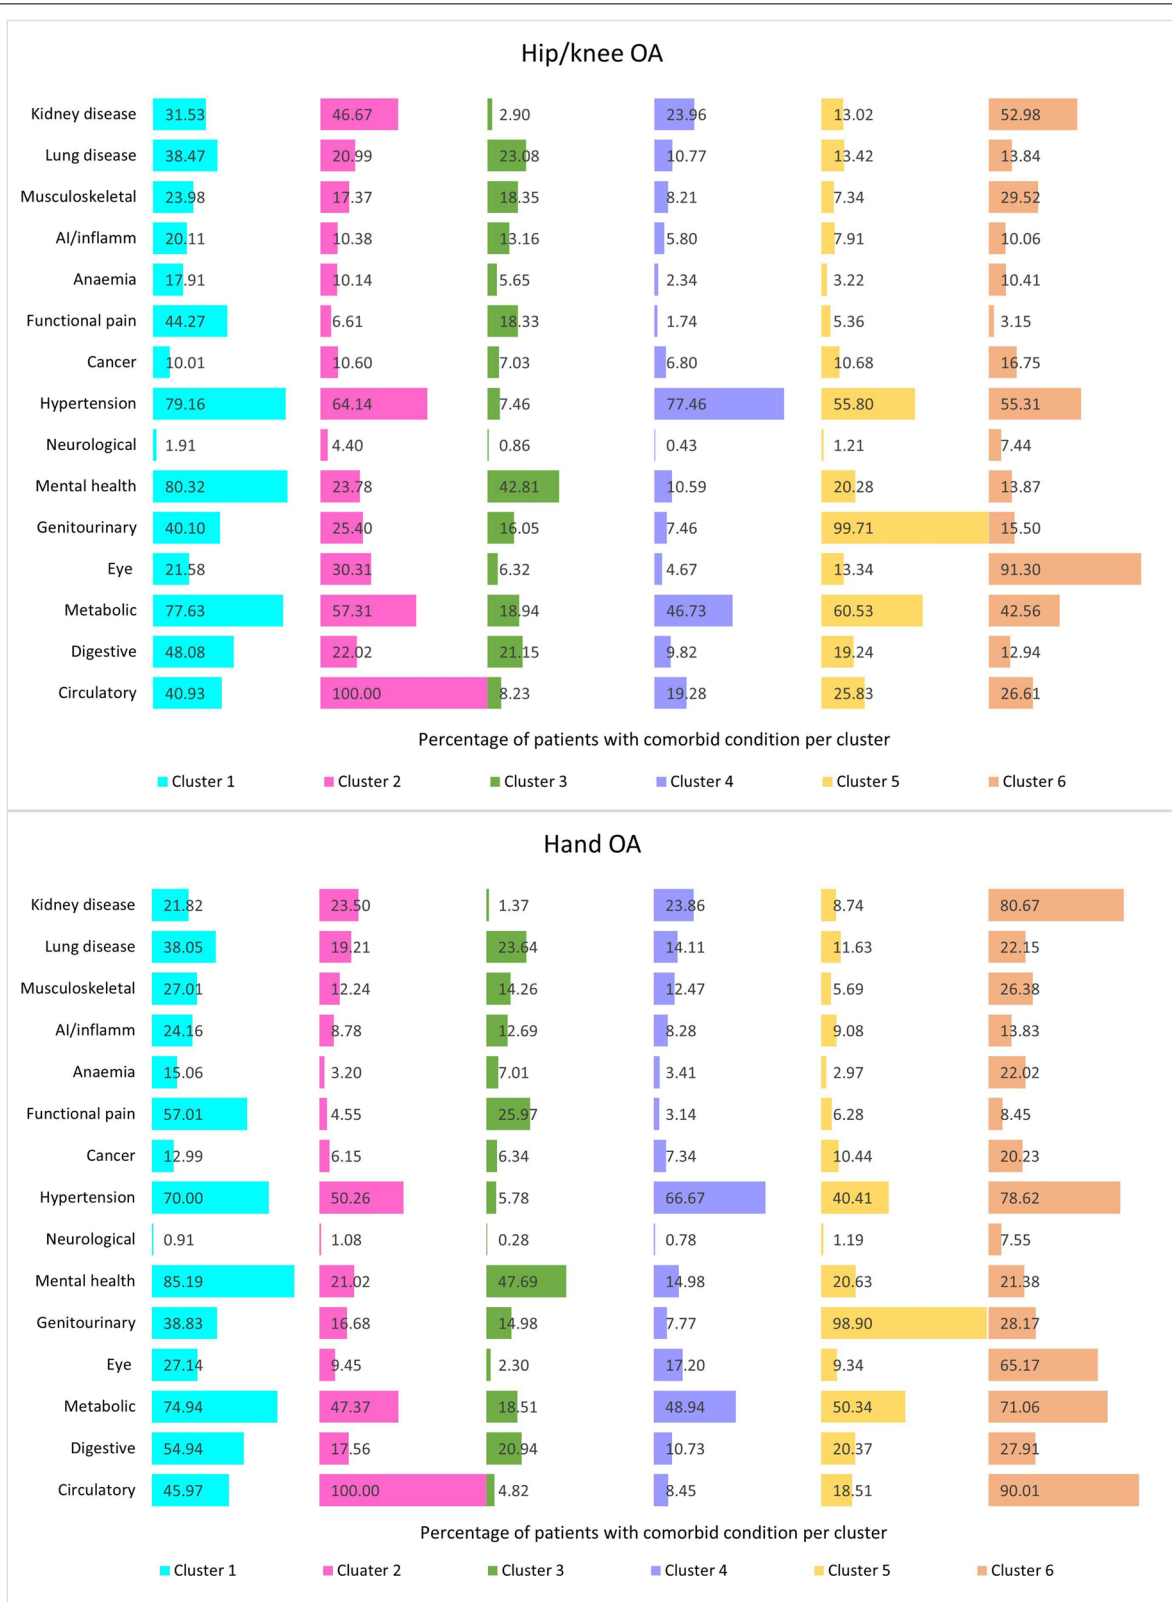 Hip/knee OA
Kidney disease 31.53 46.67 2.90 23.96 13.02 52.98
Lung disease 38.47 20.99 23.08 10.77 13.42 13.84
Musculoskeletal 23.98 17.37 18.35 8.21 7.34 29.52
AI/inflamm 20.11 10.38 13.16 5.80 7.91 10.06
Anaemia 17.91 10.14 5.65 2.34 3.22 10.41
Functional pain 44.27 6.61 18.33 1.74 5.36 3.15
Cancer 10.01 10.60 7.03 6.80 10.68 16.75
Hypertension 79.16 64.14 7.46 77.46 55.80 55.31
Neurological 1.91 4.40 0.86 0.43 1.21 7.44
Mental health 80.32 23.78 42.81 10.59 20.28 13.87
Genitourinary 40.10 25.40 16.05 7.46 99.71 15.50
Eye 21.58 30.31 6.32 4.67 13.34 91.30
Metabolic 77.63 57.31 18.94 46.73 60.53 42.56
Digestive 48.08 22.02 21.15 9.82 19.24 12.94
Circulatory 40.93 100.00 8.23 19.28 25.83 26.61
Percentage of patients with comorbid condition per cluster
Cluster 1 Cluster 2 Cluster 3 Cluster 4 Cluster 5 Cluster 6
Hand OA
Kidney disease 21.82 23.50 1.37 23.86 8.74 80.67
Lung disease 38.05 19.21 23.64 14.11 11.63 22.15
Musculoskeletal 27.01 12.24 14.26 12.47 5.69 26.38
AI/inflamm 24.16 8.78 12.69 8.28 9.08 13.83
Anaemia 15.06 3.20 7.01 3.41 2.97 22.02
Functional pain 57.01 4.55 25.97 3.14 6.28 8.45
Cancer 12.99 6.15 6.34 7.34 10.44 20.23
Hypertension 70.00 50.26 5.78 66.67 40.41 78.62
Neurological 0.91 1.08 0.28 0.78 1.19 7.55
Mental health 85.19 21.02 47.69 14.98 20.63 21.38
Genitourinary 38.83 16.68 14.98 7.77 98.90 28.17
Eye 27.14 9.45 2.30 17.20 9.34 65.17
Metabolic 74.94 47.37 18.51 48.94 50.34 71.06
Digestive 54.94 17.56 20.94 10.73 20.37 27.91
Circulatory 45.97 100.00 4.82 8.45 18.51 90.01
Percentage of patients with comorbid condition per cluster
Cluster 1 Cluater 2 Cluster 3 Cluster 4 Cluster 5 Cluster 6